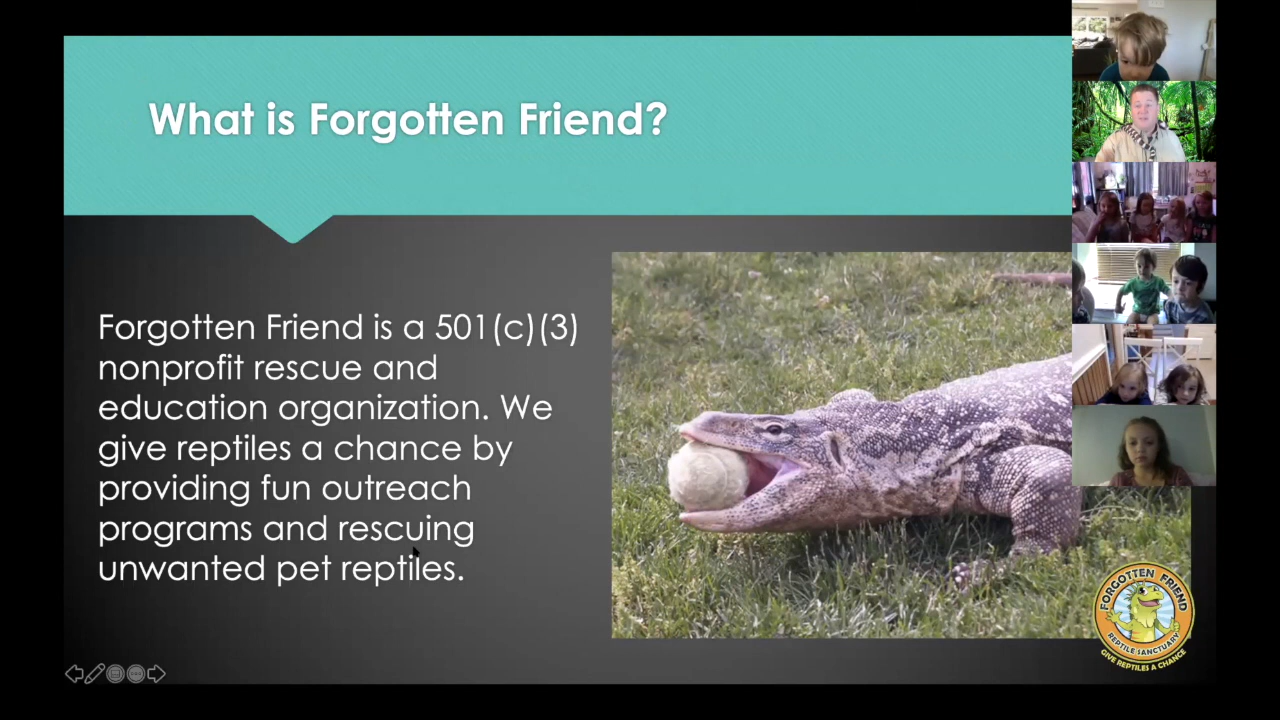 What is Forgotten Friend?
Forgotten Friend is a 501(c)(3)
nonprofit rescue and
education organization. We
give reptiles a chance by
providing fun outreach
programs and rescuing
unwanted pet reptiles.
FORGOTTEN FRIEND
REPTILE SANCTUARY
GIVE REPTILES A CHANCE